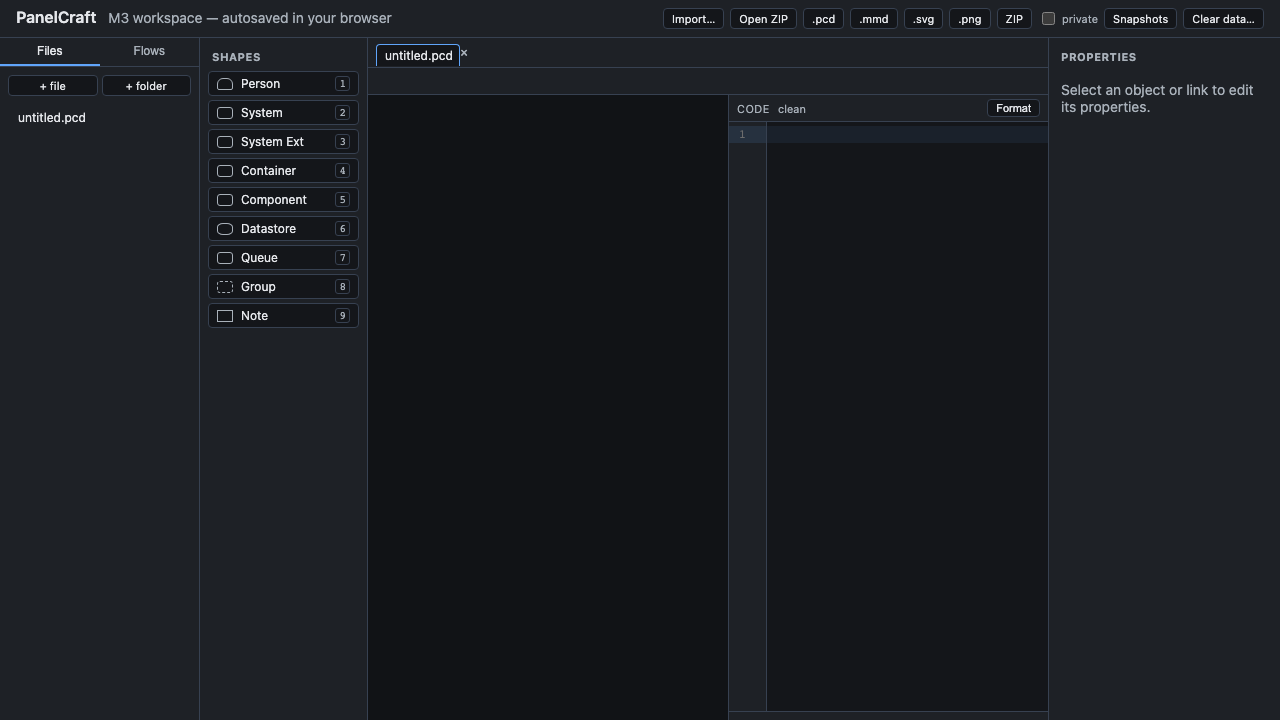 PanelCraft M3 workspace — autosaved in your browser Import... Open ZIP .pcd .mmd .svg .png ZIP private Snapshots Clear data...
Files Flows
+ file + folder
untitled.pcd
SHAPES
Person 1
System 2
System Ext 3
Container 4
Component 5
Datastore 6
Queue 7
Group 8
Note 9
untitled.pcd ×
CODE clean Format
1
PROPERTIES
Select an object or link to edit
its properties.